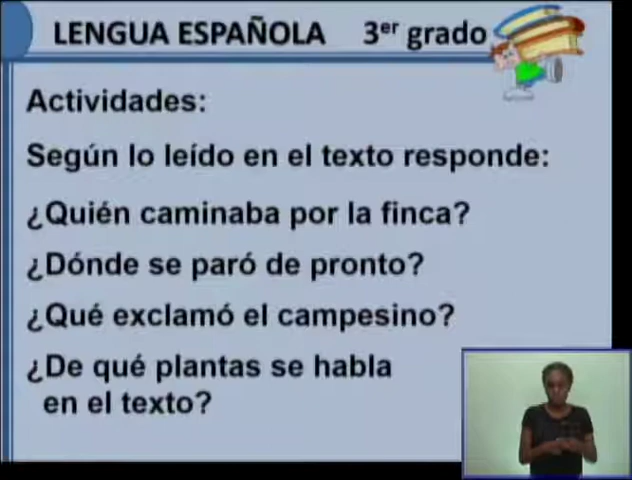 LENGUA ESPAÑOLA 3er grado
Actividades:
Según lo leído en el texto responde:
¿Quién caminaba por la finca?
¿Dónde se paró de pronto?
¿Qué exclamó el campesino?
¿De qué plantas se habla
en el texto?